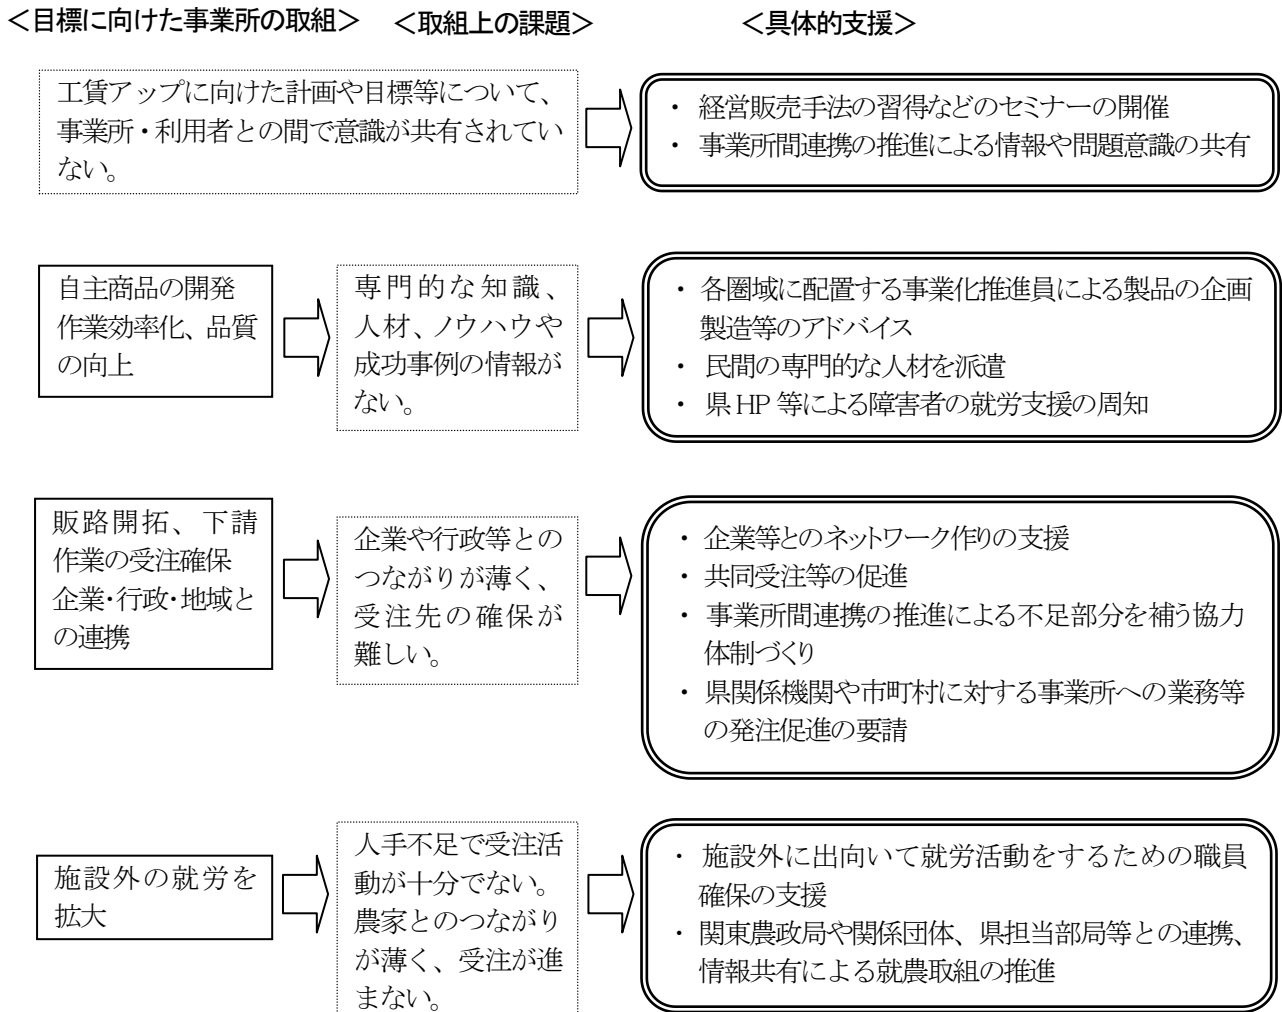 ＜目標に向けた事業所の取組＞ ＜取組上の課題＞ ＜具体的支援＞
工賃アップに向けた計画や目標等について、
事業所・利用者との間で意識が共有されてい
ない。
・ 経営販売手法の習得などのセミナーの開催
・ 事業所間連携の推進による情報や問題意識の共有
自主商品の開発
作業効率化、品質
の向上
専門的な知識、
人材、ノウハウや
成功事例の情報が
ない。
・ 各圏域に配置する事業化推進員による製品の企画
製造等のアドバイス
・ 民間の専門的な人材を派遣
・ 県 HP 等による障害者の就労支援の周知
販路開拓、下請
作業の受注確保
企業・行政・地域と
の連携
企業や行政等との
つながりが薄く、
受注先の確保が
難しい。
・ 企業等とのネットワーク作りの支援
・ 共同受注等の促進
・ 事業所間連携の推進による不足部分を補う協力
体制づくり
・ 県関係機関や市町村に対する事業所への業務等
の発注促進の要請
施設外の就労を
拡大
人手不足で受注活
動が十分でない。
農家とのつながり
が薄く、受注が進
まない。
・ 施設外に出向いて就労活動をするための職員
確保の支援
・ 関東農政局や関係団体、県担当部局等との連携、
情報共有による就農取組の推進